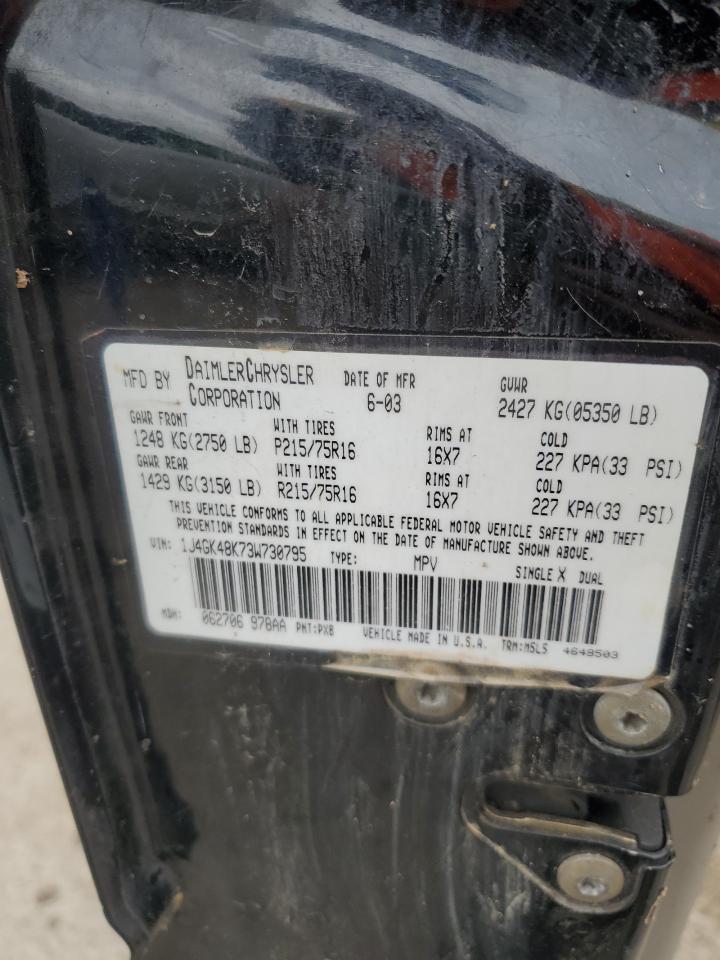 MFD BY DAIMLERCHRYSLER CORPORATION DATE OF MFR 6-03 GVWR 2427 KG(05350 LB)
GAWR FRONT WITH TIRES RIMS AT COLD
1248 KG(2750 LB) P215/75R16 16X7 227 KPA(33 PSI)
GAWR REAR WITH TIRES RIMS AT COLD
1429 KG(3150 LB) R215/75R16 16X7 227 KPA(33 PSI)
THIS VEHICLE CONFORMS TO ALL APPLICABLE FEDERAL MOTOR VEHICLE SAFETY AND THEFT
PREVENTION STANDARDS IN EFFECT ON THE DATE OF MANUFACTURE SHOWN ABOVE.
VIN: 1J4GK48K73W730795 TYPE: MPV SINGLE X DUAL
MDH: 062706 978AA PNT:PXB VEHICLE MADE IN U.S.A. TRM:M5LS 4648503